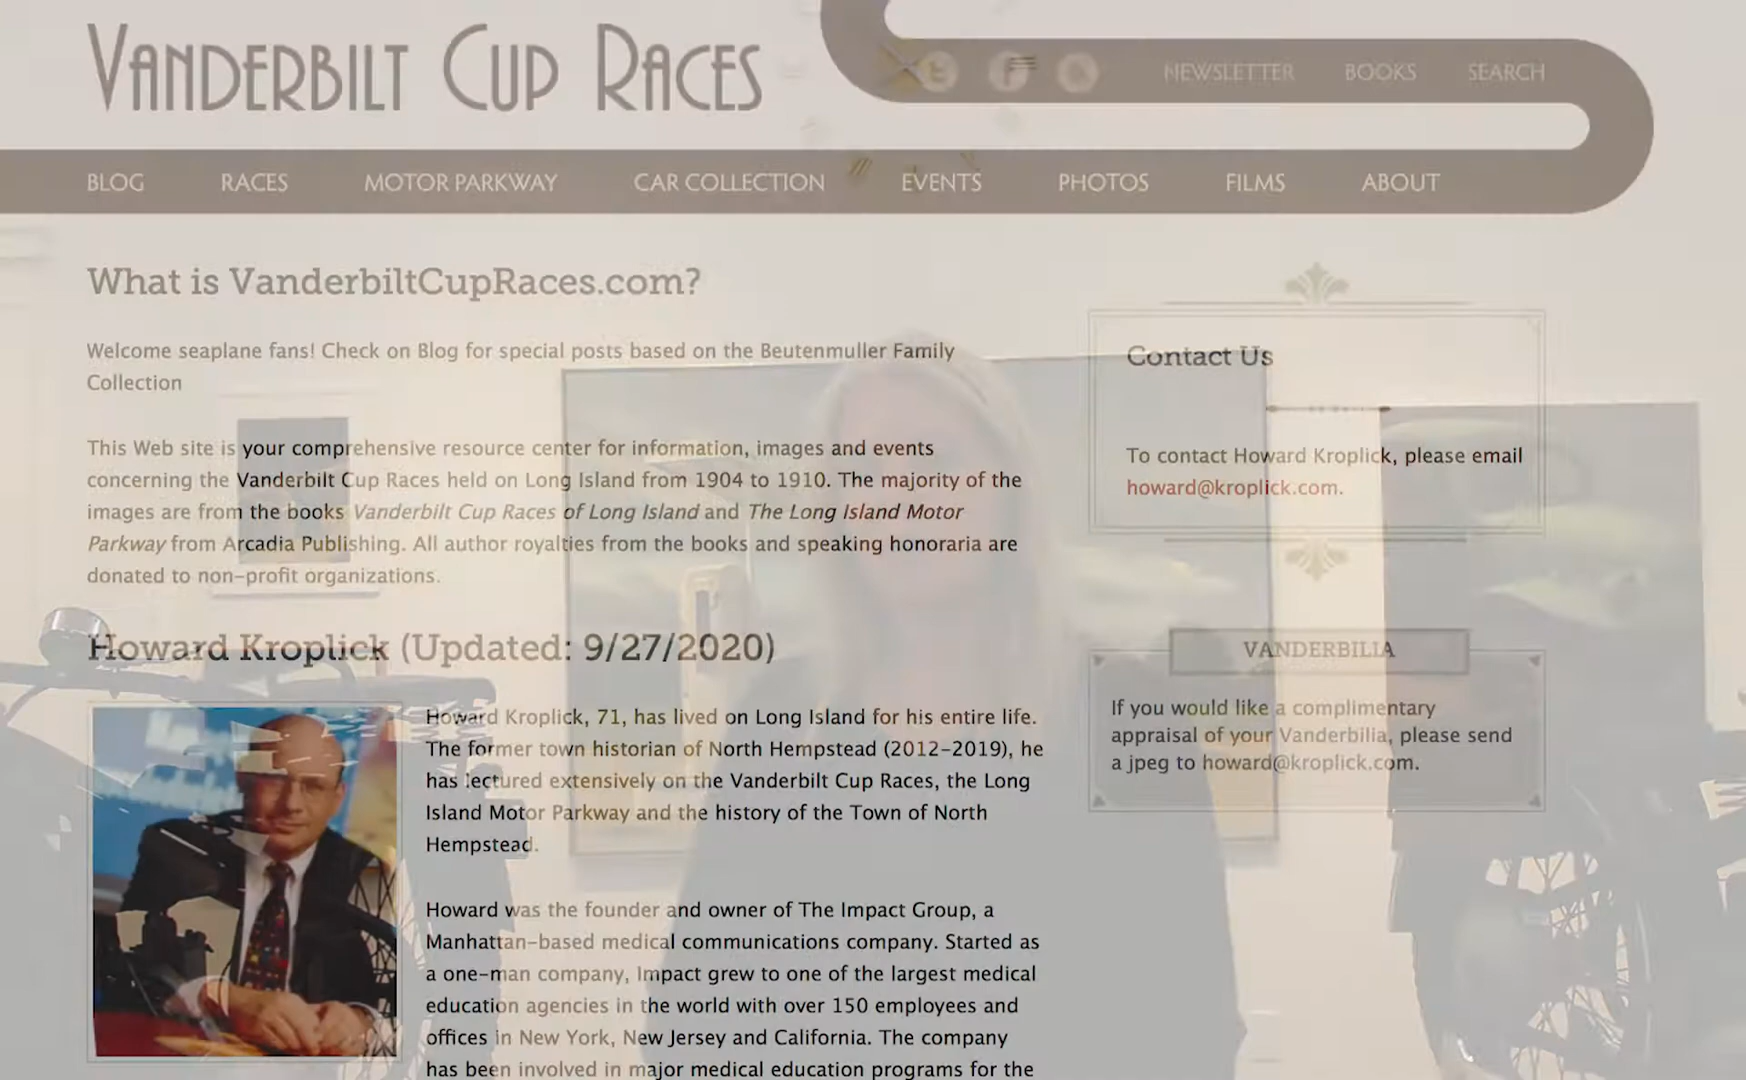 VANDERBILT CUP RACES
NEWSLETTER BOOKS SEARCH
BLOG RACES MOTOR PARKWAY CAR COLLECTION EVENTS PHOTOS FILMS ABOUT
What is VanderbiltCupRaces.com?
Welcome seaplane fans! Check on Blog for special posts based on the Beutenmuller Family
Collection
This Web site is your comprehensive resource center for information, images and events
concerning the Vanderbilt Cup Races held on Long Island from 1904 to 1910. The majority of the
images are from the books Vanderbilt Cup Races of Long Island and The Long Island Motor
Parkway from Arcadia Publishing. All author royalties from the books and speaking honoraria are
donated to non-profit organizations.
Howard Kroplick (Updated: 9/27/2020)
Howard Kroplick, 71, has lived on Long Island for his entire life.
The former town historian of North Hempstead (2012-2019), he
has lectured extensively on the Vanderbilt Cup Races, the Long
Island Motor Parkway and the history of the Town of North
Hempstead.
Howard was the founder and owner of The Impact Group, a
Manhattan-based medical communications company. Started as
a one-man company, Impact grew to one of the largest medical
education agencies in the world with over 150 employees and
offices in New York, New Jersey and California. The company
has been involved in major medical education programs for the
Contact Us
To contact Howard Kroplick, please email
howard@kroplick.com.
VANDERBILIA
If you would like a complimentary
appraisal of your Vanderbilia, please send
a jpeg to howard@kroplick.com.